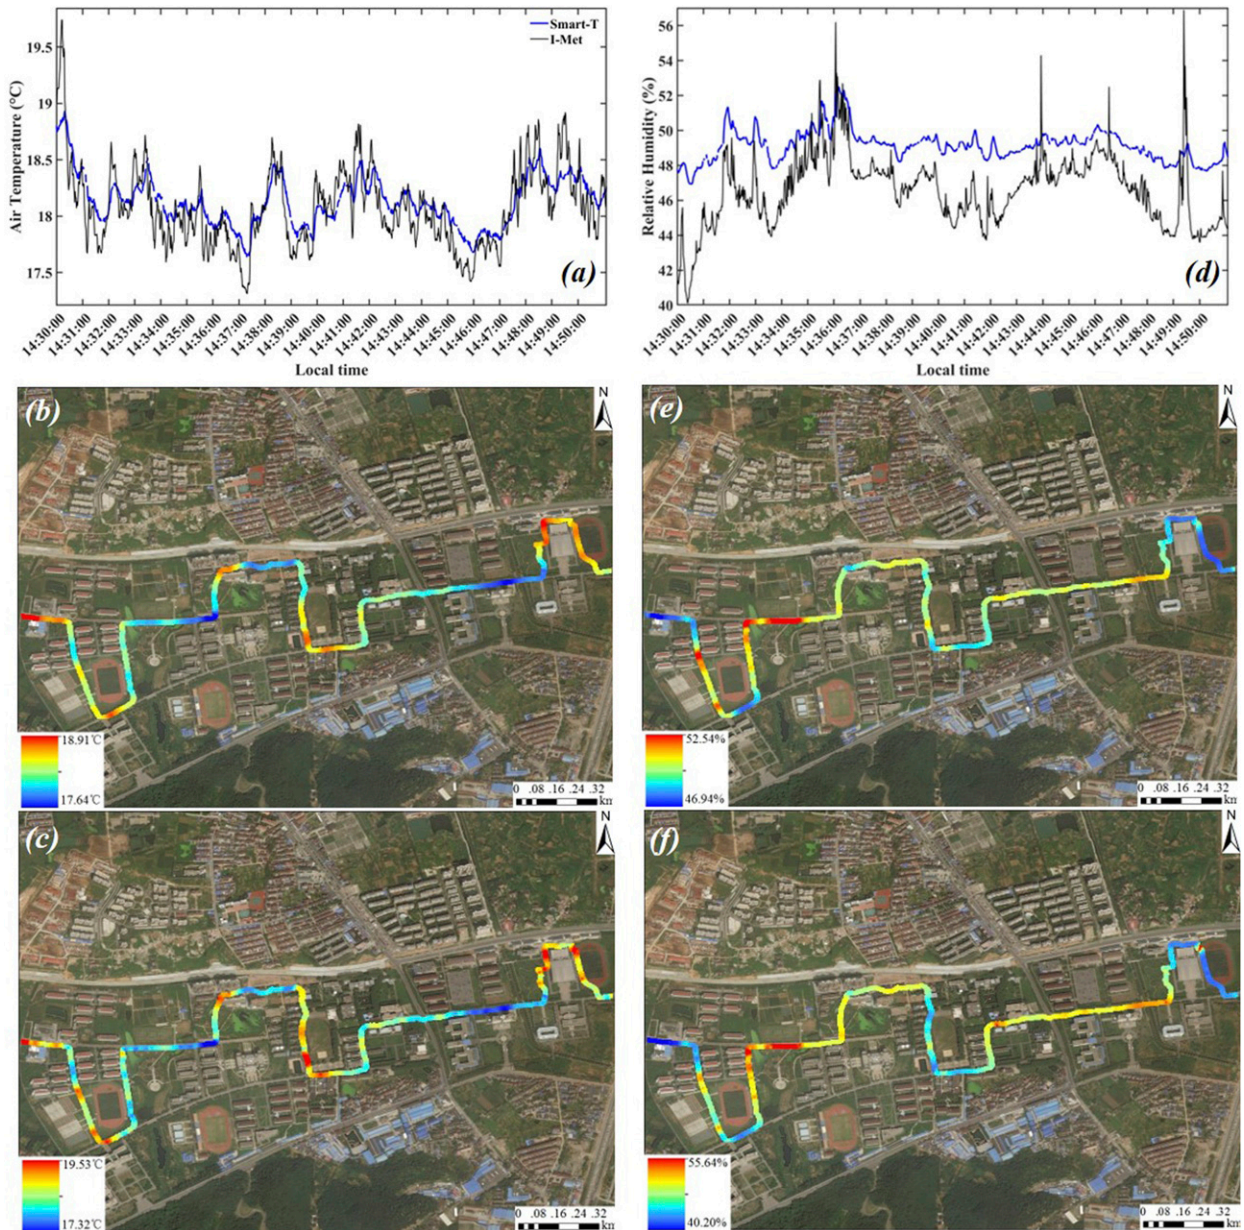 Smart-T
I-Met
19.5
19
18.5
18
17.5
Air Temperature (°C)
(a)
14:30:00
14:31:00
14:32:00
14:33:00
14:34:00
14:35:00
14:36:00
14:37:00
14:38:00
14:39:00
14:40:00
14:41:00
14:42:00
14:43:00
14:44:00
14:45:00
14:46:00
14:47:00
14:48:00
14:49:00
14:50:00
Local time
56
54
52
50
48
46
44
42
40
Relative Humidity (%)
(d)
14:30:00
14:31:00
14:32:00
14:33:00
14:34:00
14:35:00
14:36:00
14:37:00
14:38:00
14:39:00
14:40:00
14:41:00
14:42:00
14:43:00
14:44:00
14:45:00
14:46:00
14:47:00
14:48:00
14:49:00
14:50:00
Local time
(b)
N
18.91℃
17.64℃
0 .08 .16 .24 .32
km
(e)
N
52.54%
46.94%
0 .08 .16 .24 .32
km
(c)
N
19.53℃
17.32℃
0 .08 .16 .24 .32
km
(f)
N
55.64%
40.20%
0 .08 .16 .24 .32
km